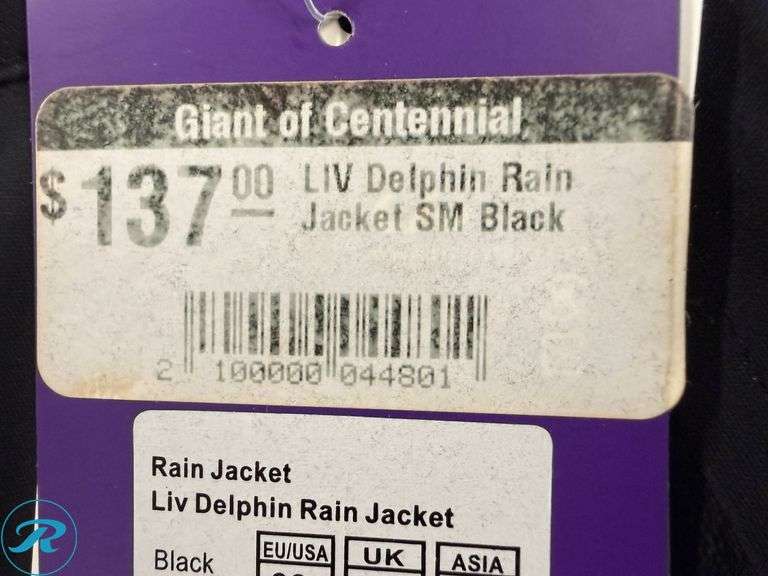 Giant of Centennial
$137.00 LIV Delphin Rain
Jacket SM Black
2 100000 044801
Rain Jacket
Liv Delphin Rain Jacket
Black EU/USA UK ASIA
R